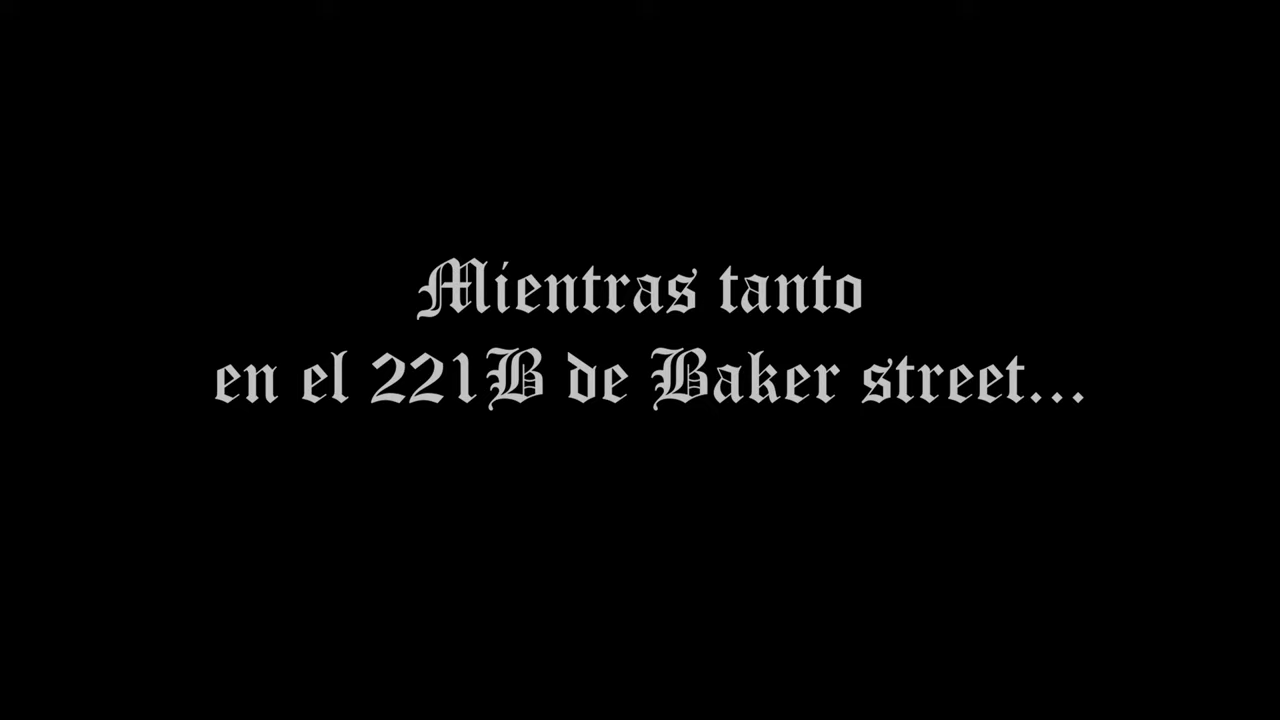 Mientras tanto
en el 221B de Baker street...